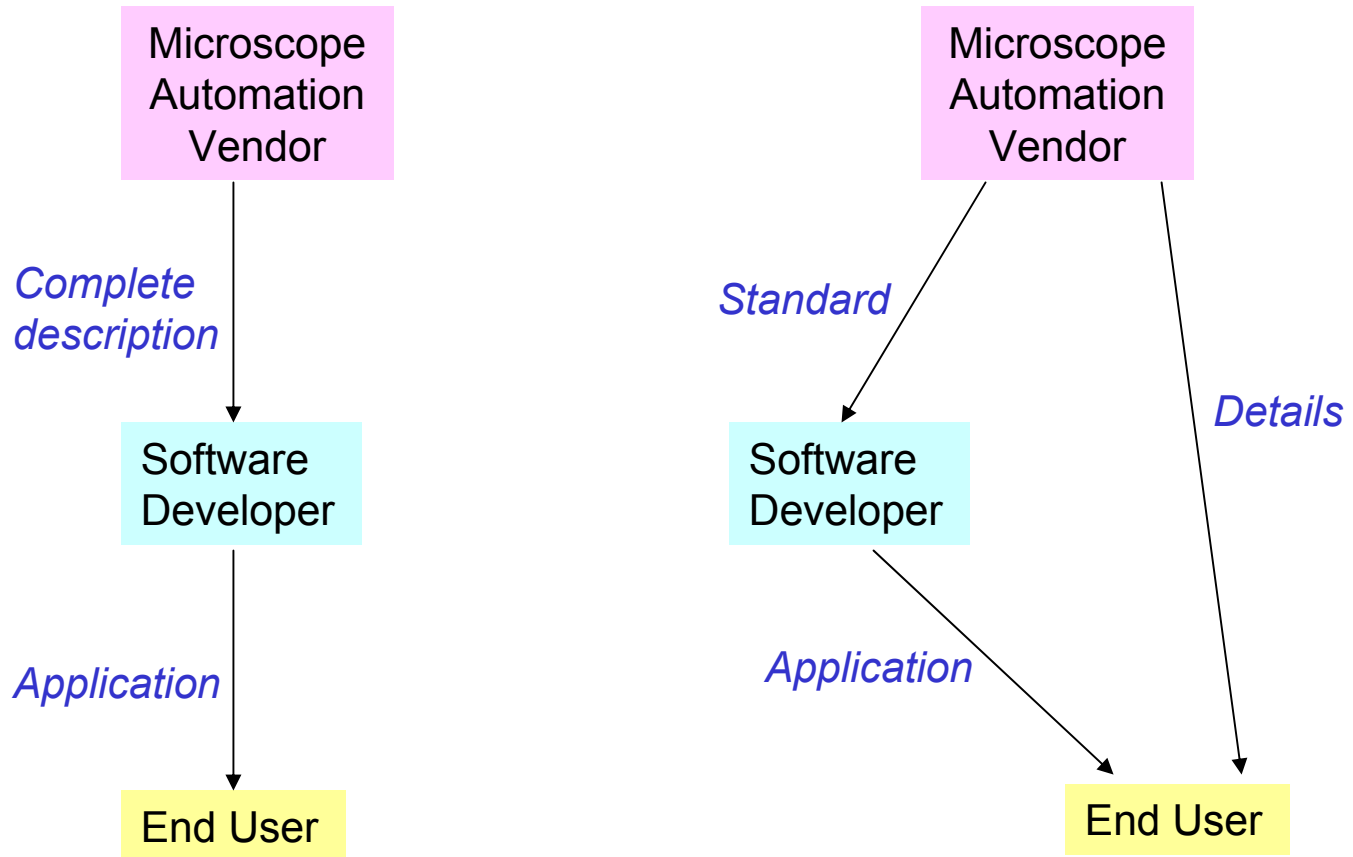 Microscope
Automation
Vendor
Complete
description
Software
Developer
Application
End User
Microscope
Automation
Vendor
Standard
Details
Software
Developer
Application
End User